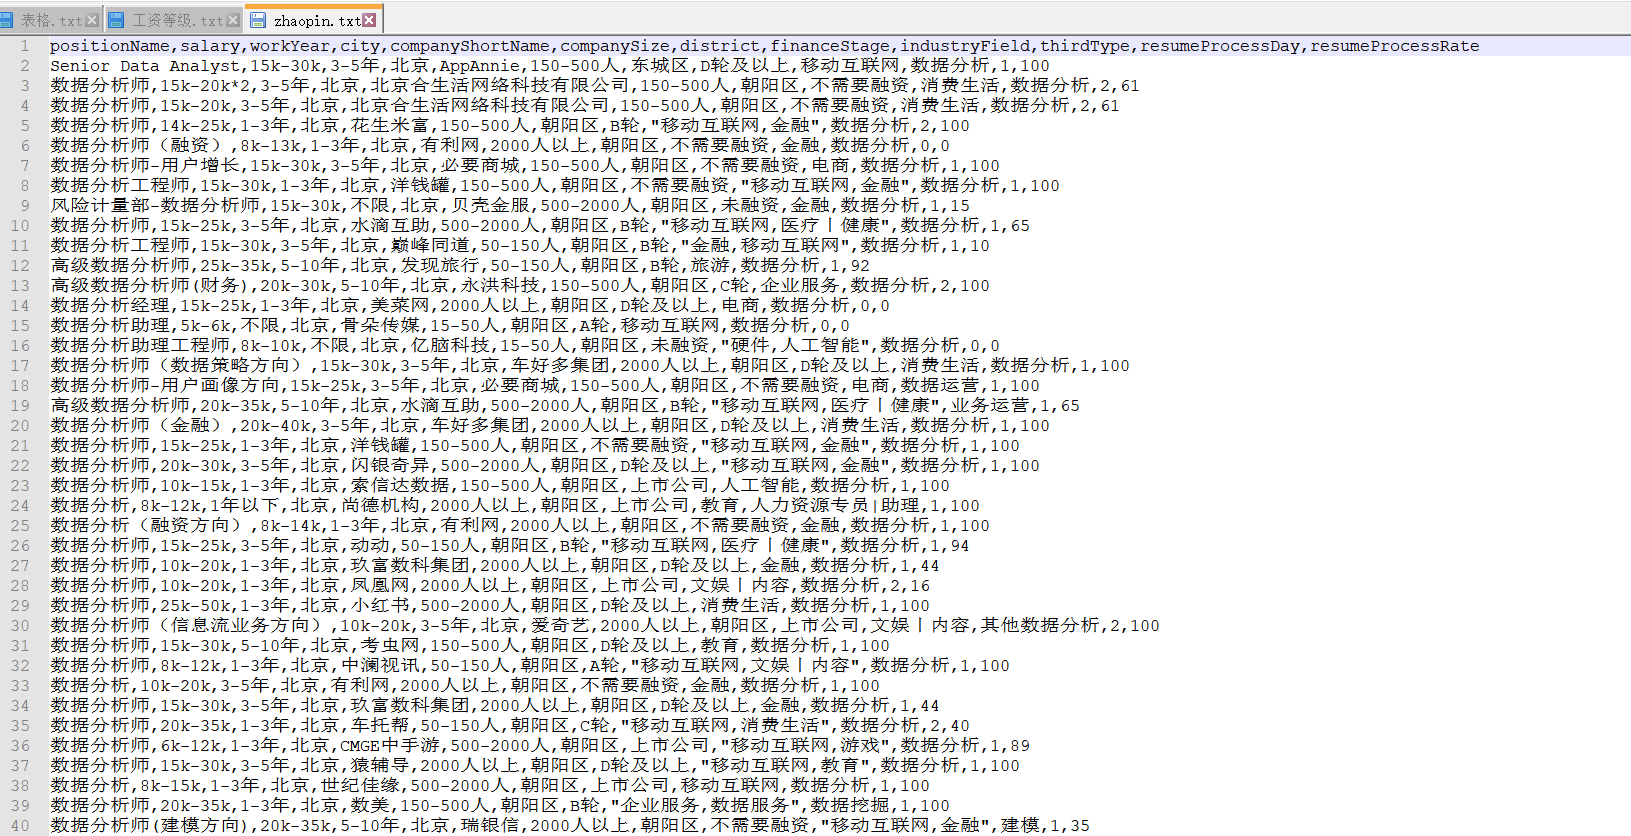 表格.txt 工资等级.txt zhaopin.txt
1 positionName,salary,workYear,city,companyShortName,companySize,district,financeStage,industryField,thirdType,resumeProcessDay,resumeProcessRate
2 Senior Data Analyst,15k-30k,3-5年,北京,AppAnnie,150-500人,东城区,D轮及以上,移动互联网,数据分析,1,100
3 数据分析师,15k-20k*2,3-5年,北京,北京合生活网络科技有限公司,150-500人,朝阳区,不需要融资,消费生活,数据分析,2,61
4 数据分析师,15k-20k,3-5年,北京,北京合生活网络科技有限公司,150-500人,朝阳区,不需要融资,消费生活,数据分析,2,61
5 数据分析师,14k-25k,1-3年,北京,花生米富,150-500人,朝阳区,B轮,"移动互联网,金融",数据分析,2,100
6 数据分析师（融资）,8k-13k,1-3年,北京,有利网,2000人以上,朝阳区,不需要融资,金融,数据分析,0,0
7 数据分析师-用户增长,15k-30k,3-5年,北京,必要商城,150-500人,朝阳区,不需要融资,电商,数据分析,1,100
8 数据分析工程师,15k-30k,1-3年,北京,洋钱罐,150-500人,朝阳区,不需要融资,"移动互联网,金融",数据分析,1,100
9 风险计量部-数据分析师,15k-30k,不限,北京,贝壳金服,500-2000人,朝阳区,未融资,金融,数据分析,1,15
10 数据分析师,15k-25k,3-5年,北京,水滴互助,500-2000人,朝阳区,B轮,"移动互联网,医疗丨健康",数据分析,1,65
11 数据分析工程师,15k-30k,3-5年,北京,巅峰同道,50-150人,朝阳区,B轮,"金融,移动互联网",数据分析,1,10
12 高级数据分析师,25k-35k,5-10年,北京,发现旅行,50-150人,朝阳区,B轮,旅游,数据分析,1,92
13 高级数据分析师(财务),20k-30k,5-10年,北京,永洪科技,150-500人,朝阳区,C轮,企业服务,数据分析,2,100
14 数据分析经理,15k-25k,1-3年,北京,美菜网,2000人以上,朝阳区,D轮及以上,电商,数据分析,0,0
15 数据分析助理,5k-6k,不限,北京,骨朵传媒,15-50人,朝阳区,A轮,移动互联网,数据分析,0,0
16 数据分析助理工程师,8k-10k,不限,北京,亿脑科技,15-50人,朝阳区,未融资,"硬件,人工智能",数据分析,0,0
17 数据分析师（数据策略方向）,15k-30k,3-5年,北京,车好多集团,2000人以上,朝阳区,D轮及以上,消费生活,数据分析,1,100
18 数据分析师-用户画像方向,15k-25k,3-5年,北京,必要商城,150-500人,朝阳区,不需要融资,电商,数据运营,1,100
19 高级数据分析师,20k-35k,5-10年,北京,水滴互助,500-2000人,朝阳区,B轮,"移动互联网,医疗丨健康",业务运营,1,65
20 数据分析师（金融）,20k-40k,3-5年,北京,车好多集团,2000人以上,朝阳区,D轮及以上,消费生活,数据分析,1,100
21 数据分析师,15k-25k,1-3年,北京,洋钱罐,150-500人,朝阳区,不需要融资,"移动互联网,金融",数据分析,1,100
22 数据分析师,20k-30k,3-5年,北京,闪银奇异,500-2000人,朝阳区,D轮及以上,"移动互联网,金融",数据分析,1,100
23 数据分析师,10k-15k,1-3年,北京,索信达数据,150-500人,朝阳区,上市公司,人工智能,数据分析,1,100
24 数据分析,8k-12k,1年以下,北京,尚德机构,2000人以上,朝阳区,上市公司,教育,人力资源专员|助理,1,100
25 数据分析（融资方向）,8k-14k,1-3年,北京,有利网,2000人以上,朝阳区,不需要融资,金融,数据分析,1,100
26 数据分析师,15k-25k,3-5年,北京,动动,50-150人,朝阳区,B轮,"移动互联网,医疗丨健康",数据分析,1,94
27 数据分析师,10k-20k,1-3年,北京,玖富数科集团,2000人以上,朝阳区,D轮及以上,金融,数据分析,1,44
28 数据分析师,10k-20k,1-3年,北京,凤凰网,2000人以上,朝阳区,上市公司,文娱丨内容,数据分析,2,16
29 数据分析师,25k-50k,1-3年,北京,小红书,500-2000人,朝阳区,D轮及以上,消费生活,数据分析,1,100
30 数据分析师（信息流业务方向）,10k-20k,3-5年,北京,爱奇艺,2000人以上,朝阳区,上市公司,文娱丨内容,其他数据分析,2,100
31 数据分析师,15k-30k,5-10年,北京,考虫网,150-500人,朝阳区,D轮及以上,教育,数据分析,1,100
32 数据分析师,8k-12k,1-3年,北京,中澜视讯,50-150人,朝阳区,A轮,"移动互联网,文娱丨内容",数据分析,1,100
33 数据分析,10k-20k,3-5年,北京,有利网,2000人以上,朝阳区,不需要融资,金融,数据分析,1,100
34 数据分析师,15k-30k,3-5年,北京,玖富数科集团,2000人以上,朝阳区,D轮及以上,金融,数据分析,1,44
35 数据分析师,20k-35k,1-3年,北京,车托帮,50-150人,朝阳区,C轮,"移动互联网,消费生活",数据分析,2,40
36 数据分析师,6k-12k,1-3年,北京,CMGE中手游,500-2000人,朝阳区,上市公司,"移动互联网,游戏",数据分析,1,89
37 数据分析师,15k-30k,3-5年,北京,猿辅导,2000人以上,朝阳区,D轮及以上,"移动互联网,教育",数据分析,1,100
38 数据分析,8k-15k,1-3年,北京,世纪佳缘,500-2000人,朝阳区,上市公司,移动互联网,数据分析,1,100
39 数据分析师,20k-35k,1-3年,北京,数美,150-500人,朝阳区,B轮,"企业服务,数据服务",数据挖掘,1,100
40 数据分析师(建模方向),20k-35k,5-10年,北京,瑞银信,2000人以上,朝阳区,不需要融资,"移动互联网,金融",建模,1,35